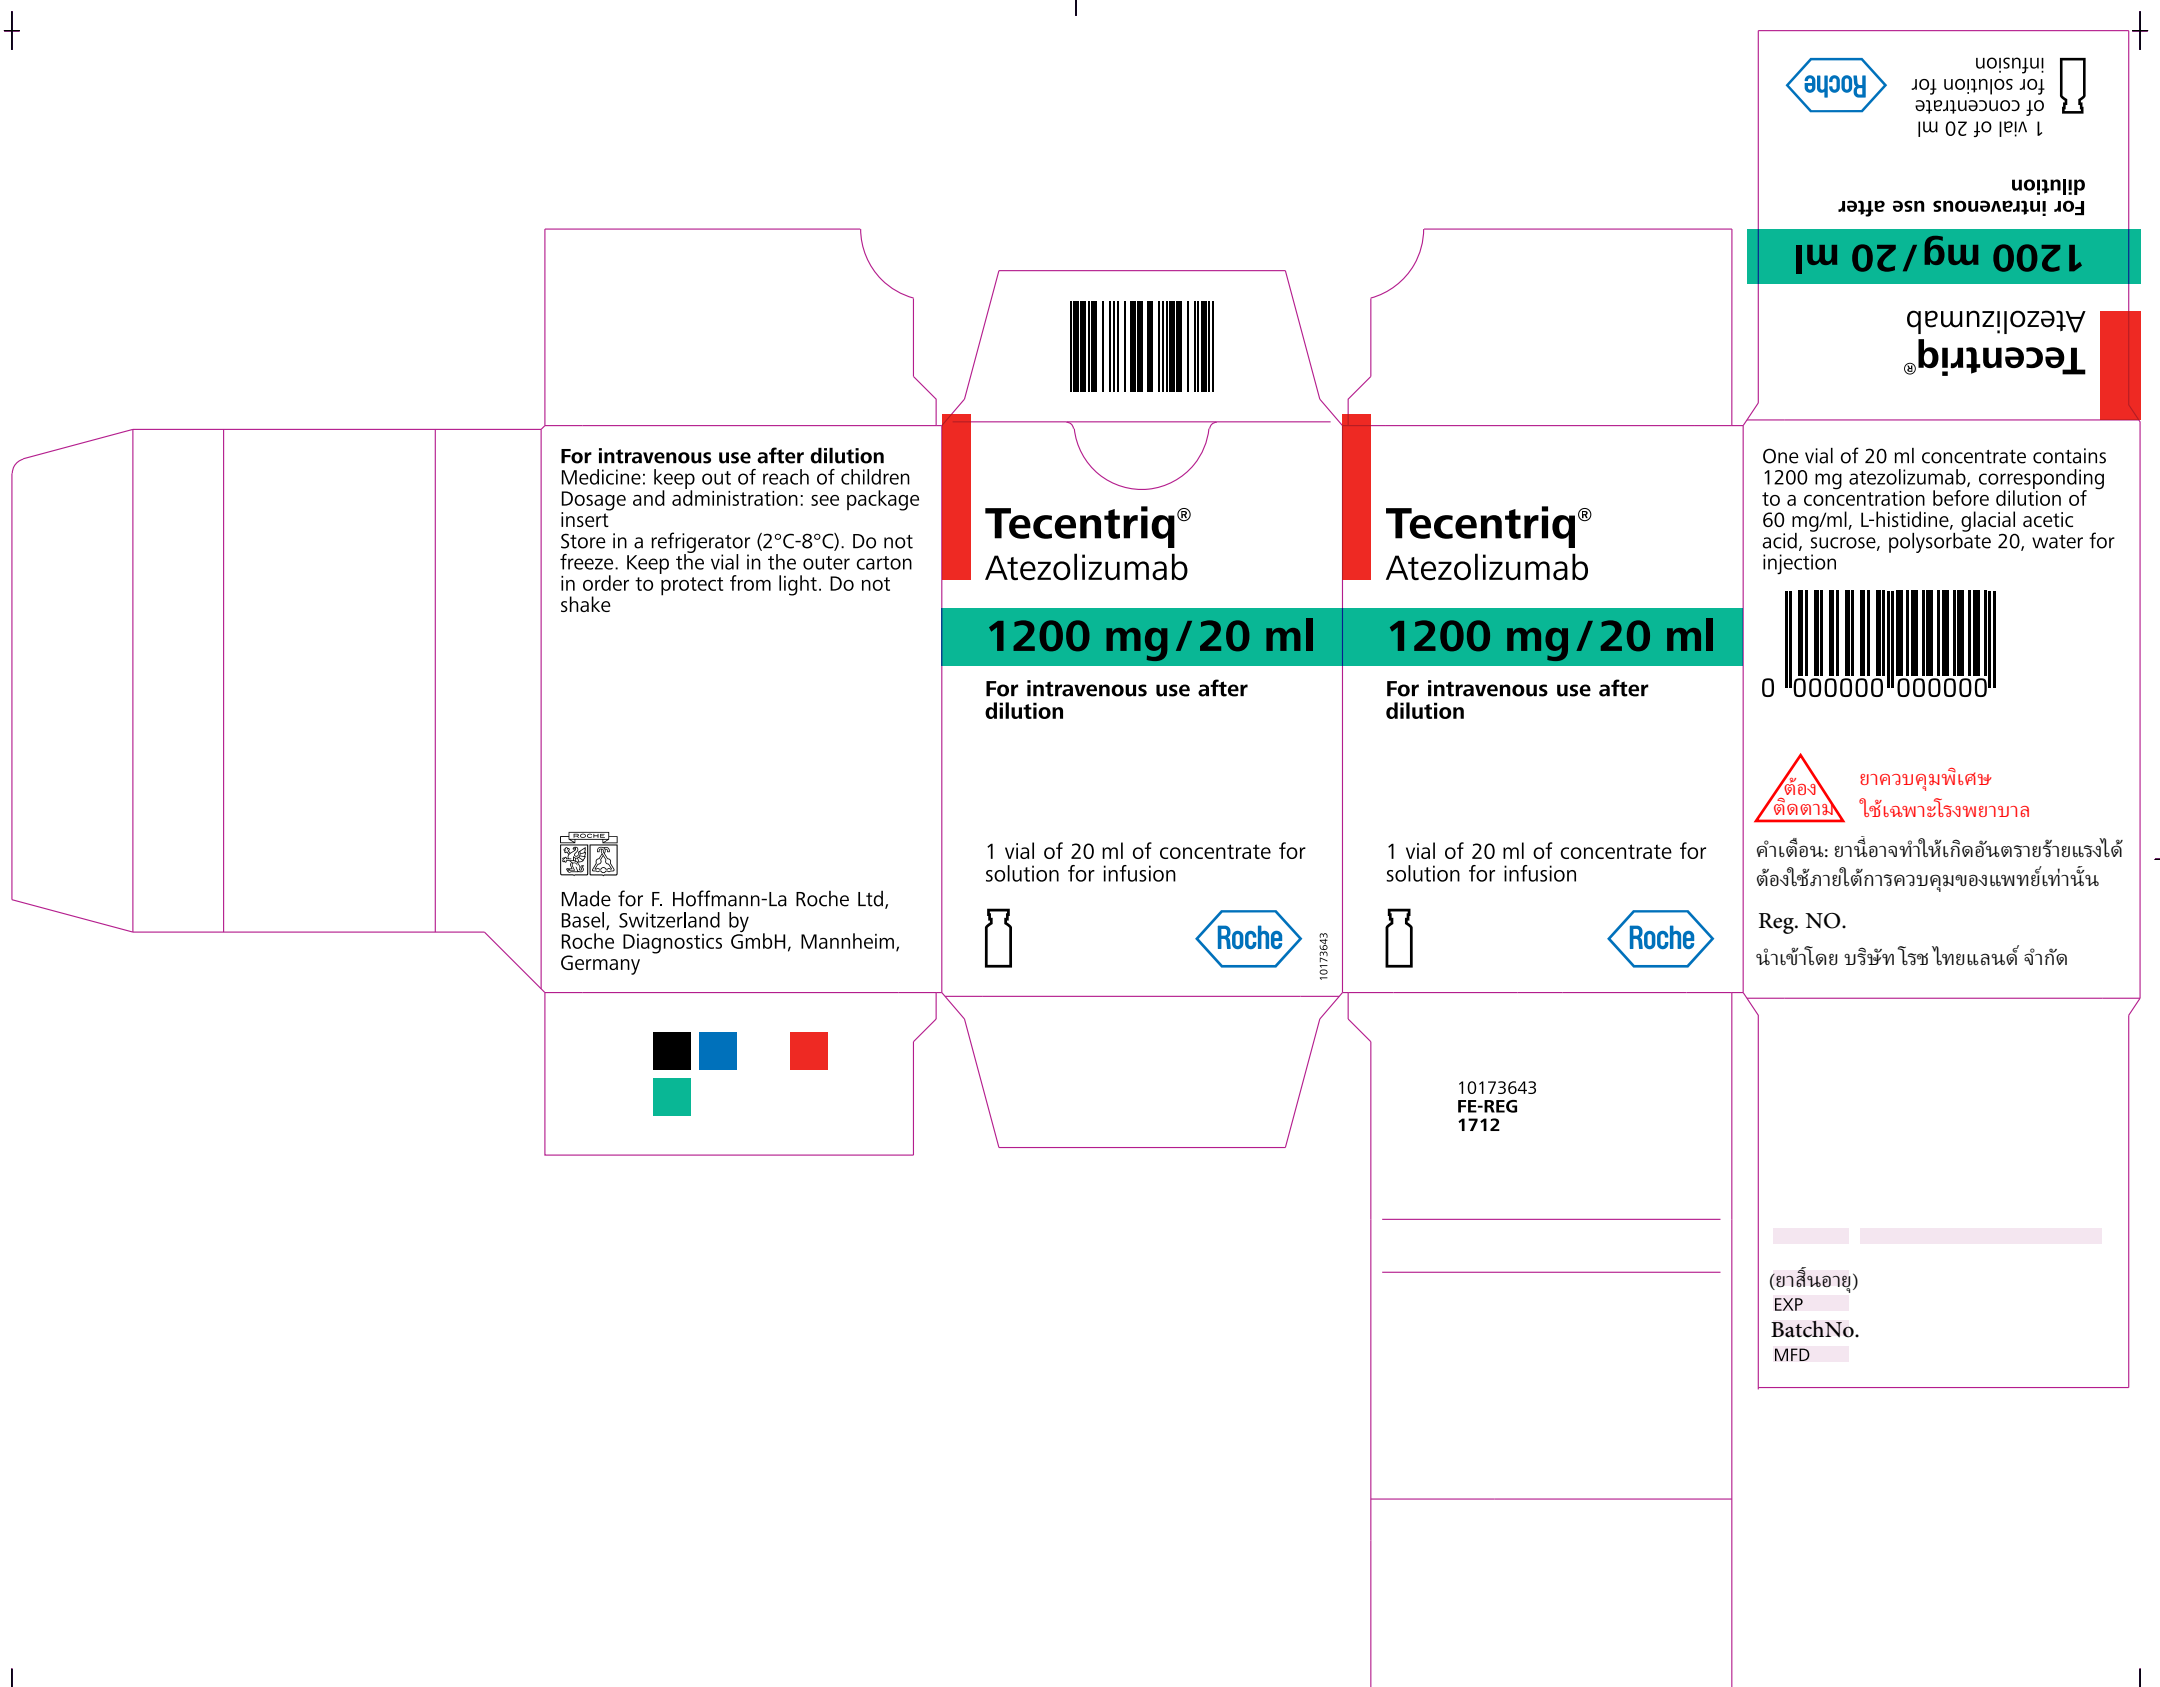 1 vial of 20 ml
of concentrate
for solution for
infusion
Roche
For intravenous use after
dilution
1200 mg/20 ml
Tecentriq®
Atezolizumab
For intravenous use after dilution
Medicine: keep out of reach of children
Dosage and administration: see package
insert
Store in a refrigerator (2°C-8°C). Do not
freeze. Keep the vial in the outer carton
in order to protect from light. Do not
shake
ROCHE
Made for F. Hoffmann-La Roche Ltd,
Basel, Switzerland by
Roche Diagnostics GmbH, Mannheim,
Germany
Tecentriq®
Atezolizumab
1200 mg/20 ml
For intravenous use after
dilution
1 vial of 20 ml of concentrate for
solution for infusion
Roche
10173643
Tecentriq®
Atezolizumab
1200 mg/20 ml
For intravenous use after
dilution
1 vial of 20 ml of concentrate for
solution for infusion
Roche
One vial of 20 ml concentrate contains
1200 mg atezolizumab, corresponding
to a concentration before dilution of
60 mg/ml, L-histidine, glacial acetic
acid, sucrose, polysorbate 20, water for
injection
0 000000 000000
ต้อง
ติดตาม
ยาควบคุมพิเศษ
ใช้เฉพาะโรงพยาบาล
คำเตือน: ยานี้อาจทำให้เกิดอันตรายร้ายแรงได้
ต้องใช้ภายใต้การควบคุมของแพทย์เท่านั้น
Reg. NO.
นำเข้าโดย บริษัท โรช ไทยแลนด์ จำกัด
10173643
FE-REG
1712
(ยาสิ้นอายุ)
EXP
BatchNo.
MFD